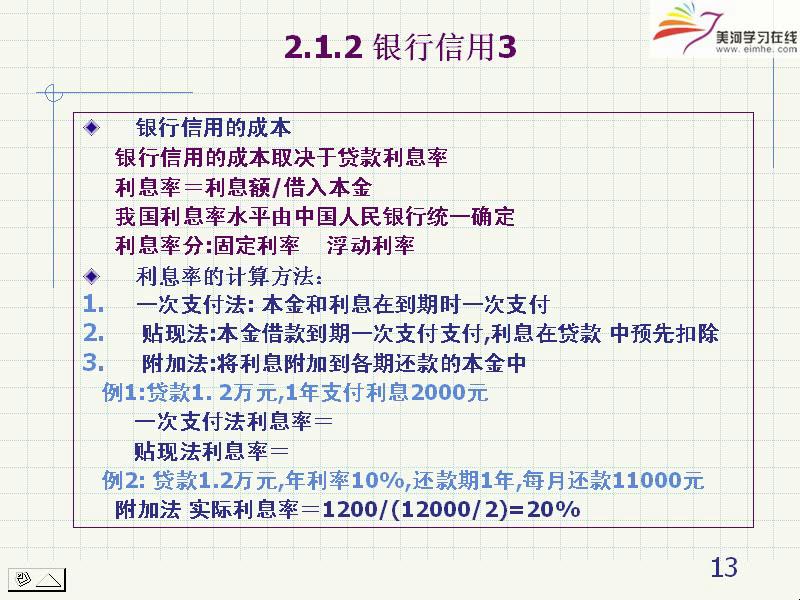 2.1.2 银行信用3
美河学习在线
www.eimhe.com
银行信用的成本
银行信用的成本取决于贷款利息率
利息率＝利息额/借入本金
我国利息率水平由中国人民银行统一确定
利息率分:固定利率 浮动利率
利息率的计算方法：
1. 一次支付法: 本金和利息在到期时一次支付
2. 贴现法:本金借款到期一次支付支付,利息在贷款 中预先扣除
3. 附加法:将利息附加到各期还款的本金中
例1:贷款1. 2万元,1年支付利息2000元
一次支付法利息率＝
贴现法利息率＝
例2: 贷款1.2万元,年利率10%,还款期1年,每月还款11000元
附加法 实际利息率＝1200/(12000/2)=20%
13